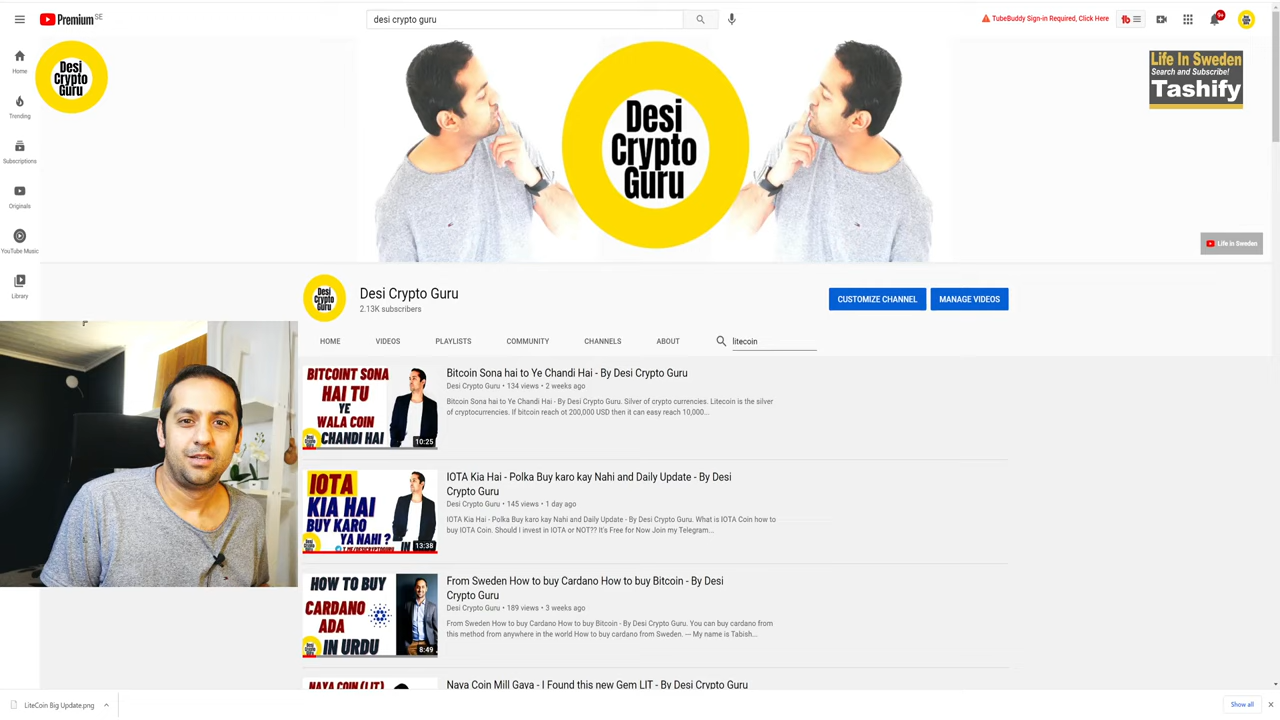 Premium SE
desi crypto guru
TubeBuddy Sign-in Required, Click Here
9+
Home
Trending
Subscriptions
Originals
YouTube Music
Library
Desi
Crypto
Guru
Desi
Crypto
Guru
Life In Sweden
Search and Subscribe!
Tashify
Life in Sweden
Desi
Crypto
Guru
Desi Crypto Guru
2.13K subscribers
CUSTOMIZE CHANNEL
MANAGE VIDEOS
HOME
VIDEOS
PLAYLISTS
COMMUNITY
CHANNELS
ABOUT
litecoin
BITCOINT SONA
HAI TU
YE
WALA COIN
CHANDI HAI
10:25
Bitcoin Sona hai to Ye Chandi Hai - By Desi Crypto Guru
Desi Crypto Guru • 134 views • 2 weeks ago
Bitcoin Sona hai to Ye Chandi Hai - By Desi Crypto Guru. Silver of crypto currencies. Litecoin is the silver
of cryptocurrencies. If bitcoin reach ot 200,000 USD then it can easy reach 10,000...
IOTA
KIA HAI
BUY KARO
YA NAHI ?
13:38
IOTA Kia Hai - Polka Buy karo kay Nahi and Daily Update - By Desi
Crypto Guru
Desi Crypto Guru • 145 views • 1 day ago
IOTA Kia Hai - Polka Buy karo kay Nahi and Daily Update - By Desi Crypto Guru. What is IOTA Coin how to
buy IOTA Coin. Should I invest in IOTA or NOT?? It's Free for Now Join my Telegram...
HOW TO BUY
CARDANO
ADA
IN URDU
8:49
From Sweden How to buy Cardano How to buy Bitcoin - By Desi
Crypto Guru
Desi Crypto Guru • 189 views • 3 weeks ago
From Sweden How to buy Cardano How to buy Bitcoin - By Desi Crypto Guru. You can buy cardano from
this method from anywhere in the world How to buy cardano from Sweden. --- My name is Tabish...
NAYA COIN (LIT)
Naya Coin Mill Gaya - I Found this new Gem LIT - By Desi Crypto Guru
LiteCoin Big Update.png
Show all